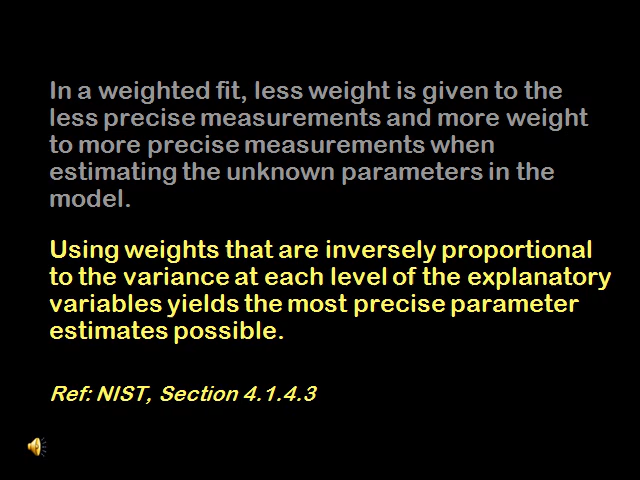 In a weighted fit, less weight is given to the
less precise measurements and more weight
to more precise measurements when
estimating the unknown parameters in the
model.
Using weights that are inversely proportional
to the variance at each level of the explanatory
variables yields the most precise parameter
estimates possible.
Ref: NIST, Section 4.1.4.3